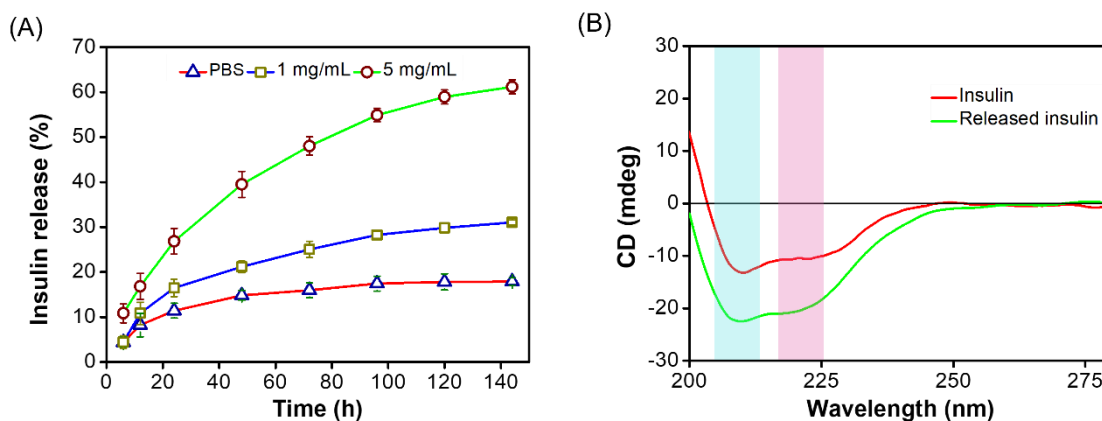 (A)
70
60
50
40
30
20
10
0
Insulin release (%)
PBS 1 mg/mL 5 mg/mL
0 20 40 60 80 100 120 140
Time (h)
(B)
30
20
10
0
-10
-20
-30
CD (mdeg)
Insulin
Released insulin
200 225 250 275
Wavelength (nm)